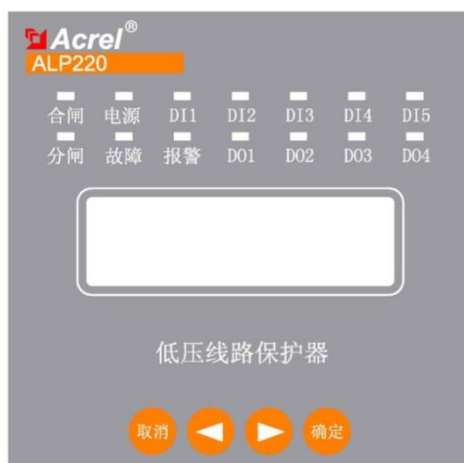 Acrel®
ALP220
合闸 电源 DI1 DI2 DI3 DI4 DI5
分闸 故障 报警 DO1 DO2 DO3 DO4
低压线路保护器
取消 确定